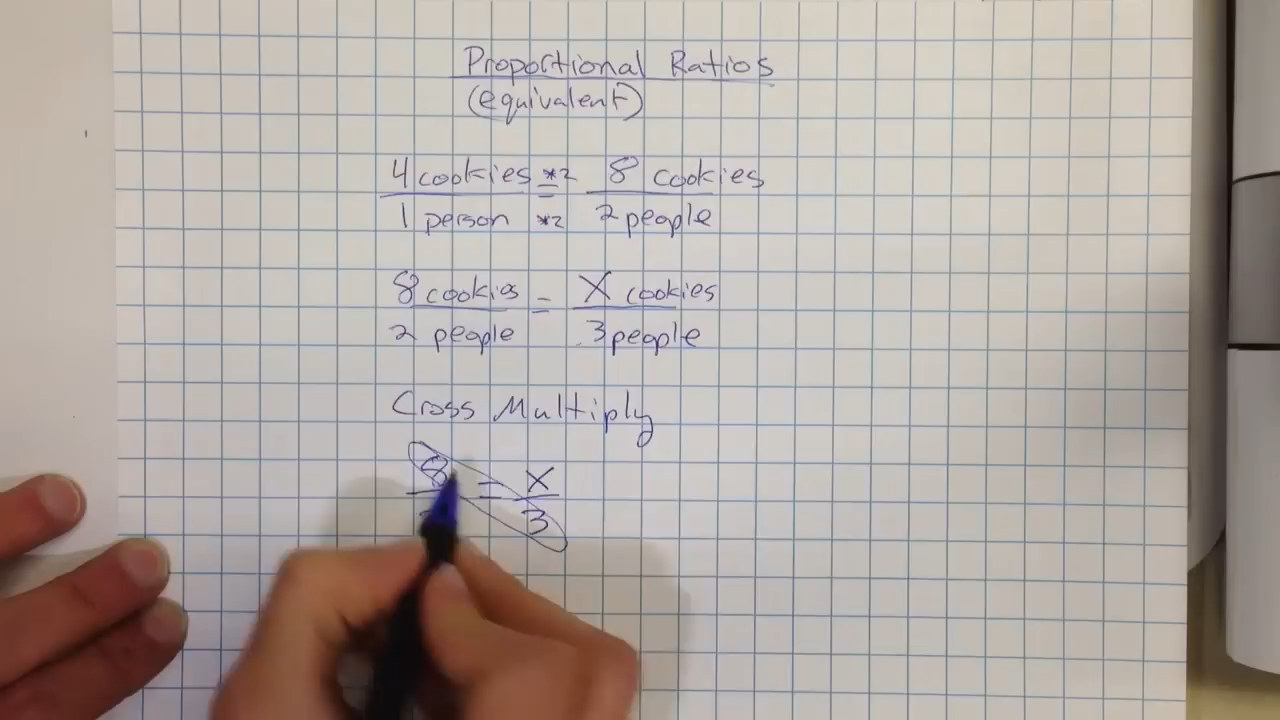 Proportional Ratios
(equivalent)
4 cookies *2 = 8 cookies
1 person *2 2 people
8 cookies = X cookies
2 people 3 people
Cross Multiply
8 = X
3